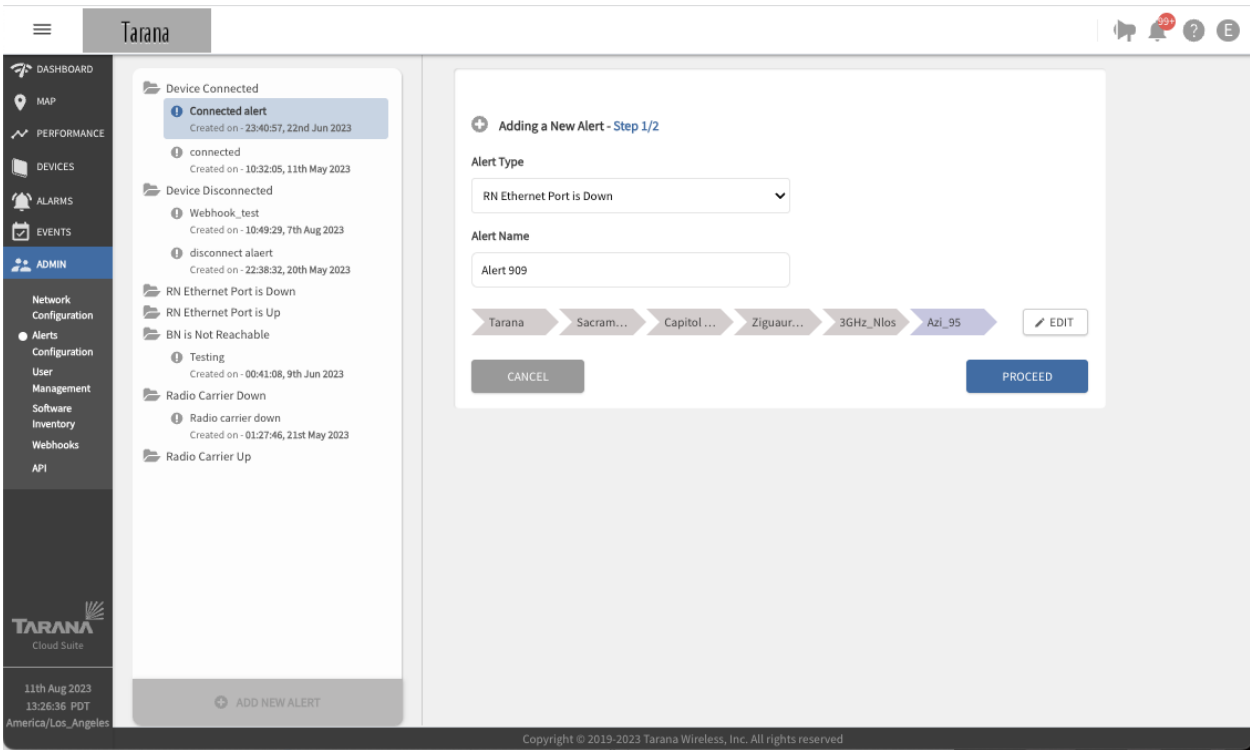 Tarana
99+
?
E
DASHBOARD
MAP
PERFORMANCE
DEVICES
ALARMS
EVENTS
ADMIN
Network
Configuration
Alerts
Configuration
User
Management
Software
Inventory
Webhooks
API
TARANA
Cloud Suite
11th Aug 2023
13:26:36 PDT
America/Los_Angeles
Device Connected
Connected alert
Created on - 23:40:57, 22nd Jun 2023
connected
Created on - 10:32:05, 11th May 2023
Device Disconnected
Webhook_test
Created on - 10:49:29, 7th Aug 2023
disconnect alaert
Created on - 22:38:32, 20th May 2023
RN Ethernet Port is Down
RN Ethernet Port is Up
BN is Not Reachable
Testing
Created on - 00:41:08, 9th Jun 2023
Radio Carrier Down
Radio carrier down
Created on - 01:27:46, 21st May 2023
Radio Carrier Up
ADD NEW ALERT
Adding a New Alert - Step 1/2
Alert Type
RN Ethernet Port is Down
Alert Name
Alert 909
Tarana Sacram... Capitol ... Ziguaur... 3GHz_Nlos Azi_95 EDIT
CANCEL PROCEED
Copyright © 2019-2023 Tarana Wireless, Inc. All rights reserved